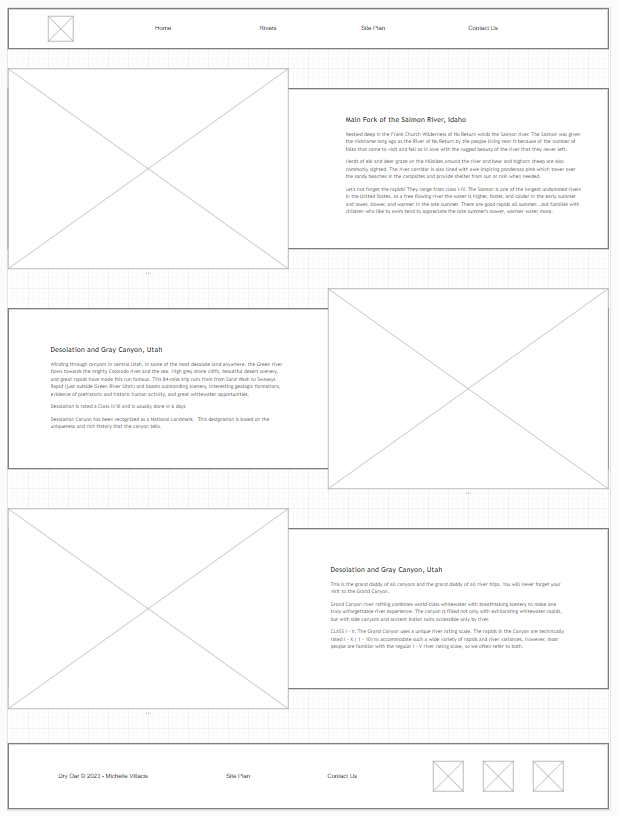 Home Rivers Site Plan Contact Us
Main Fork of the Salmon River, Idaho
Nestled deep in the Frank Church Wilderness of No Return winds the Salmon river. The Salmon was given
the nickname long ago as the River of No Return by the people living near it because of the number of
folks that came to visit and fell so in love with the rugged beauty of the river that they never left.
Herds of elk and deer graze on the hillsides around the river and bear and bighorn sheep are also
commonly sighted. The river corridor is also lined with awe inspiring ponderosa pine which tower over
the sandy beaches in the campsites and provide shelter from sun or rain when needed.
Let's not forget the rapids! They range from class I-IV. The Salmon is one of the longest undammed rivers
in the United States. As a free flowing river the water is higher, faster, and colder in the early summer
and lower, slower, and warmer in the late summer. There are good rapids all summer...but families with
children who like to swim tend to appreciate the late summer's slower, warmer water more.
Desolation and Gray Canyon, Utah
Winding through canyons in central Utah, in some of the most desolate land anywhere, the Green river
flows towards the mighty Colorado river and the sea. High grey stone cliffs, beautiful desert scenery,
and great rapids have made this run famous. This 84-mile trip runs from from Sand Wash to Swaseys
Rapid (just outside Green River Utah) and boasts outstanding scenery, interesting geologic formations,
evidence of prehistoric and historic human activity, and great whitewater opportunities.
Desolation is rated a Class II/III and is usually done in 6 days
Desolation Canyon has been recognized as a National Landmark. This designation is based on the
uniqueness and rich history that the canyon tells.
Desolation and Gray Canyon, Utah
This is the grand daddy of all canyons and the grand daddy of all river trips. You will never forget your
visit to the Grand Canyon.
Grand Canyon river rafting combines world-class whitewater with breathtaking scenery to make one
truly unforgettable river experience. The canyon is filled not only with exhilarating whitewater rapids,
but with side canyons and ancient Indian ruins accessible only by river.
CLASS I - X: The Grand Canyon uses a unique river rating scale. The rapids in the Canyon are technically
rated I - X ( 1 - 10) to accommodate such a wide variety of rapids and river variances. However, most
people are familiar with the regular I - V river rating scale, so we often refer to both.
Dry Oar © 2023 - Michella Villacis Site Plan Contact Us